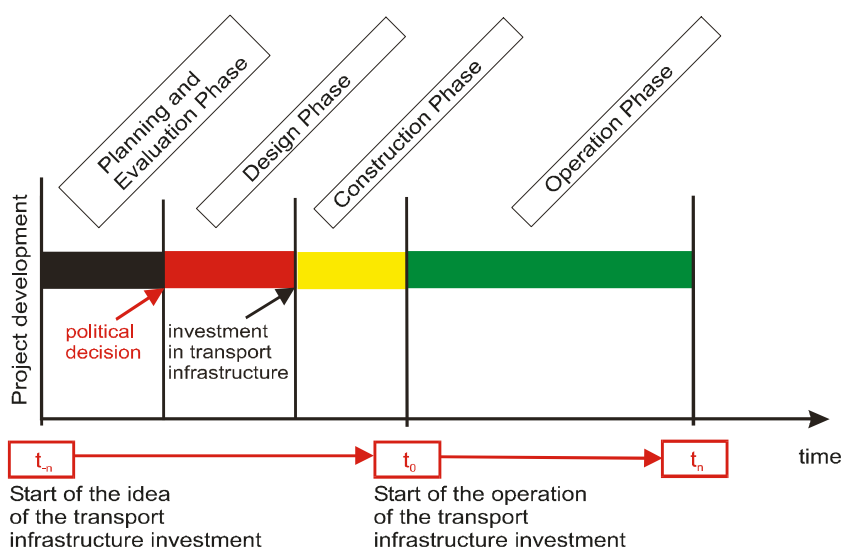 Planning and
Evaluation Phase
Design Phase
Construction Phase
Operation Phase
Project development
political
decision
investment
in transport
infrastructure
time
t-n
t0
tn
Start of the idea
of the transport
infrastructure investment
Start of the operation
of the transport
infrastructure investment